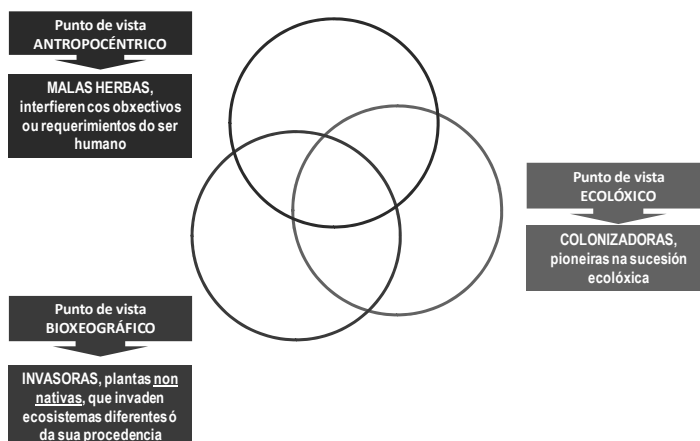 Punto de vista
ANTROPOCÉNTRICO
MALAS HERBAS,
interfieren cos obxectivos
ou requerimentos do ser
humano
Punto de vista
ECOLÓXICO
COLONIZADORAS,
pioneiras na sucesión
ecolóxica
Punto de vista
BIOXEOGRÁFICO
INVASORAS, plantas non
nativas, que invaden
ecosistemas diferentes ó
da sua procedencia